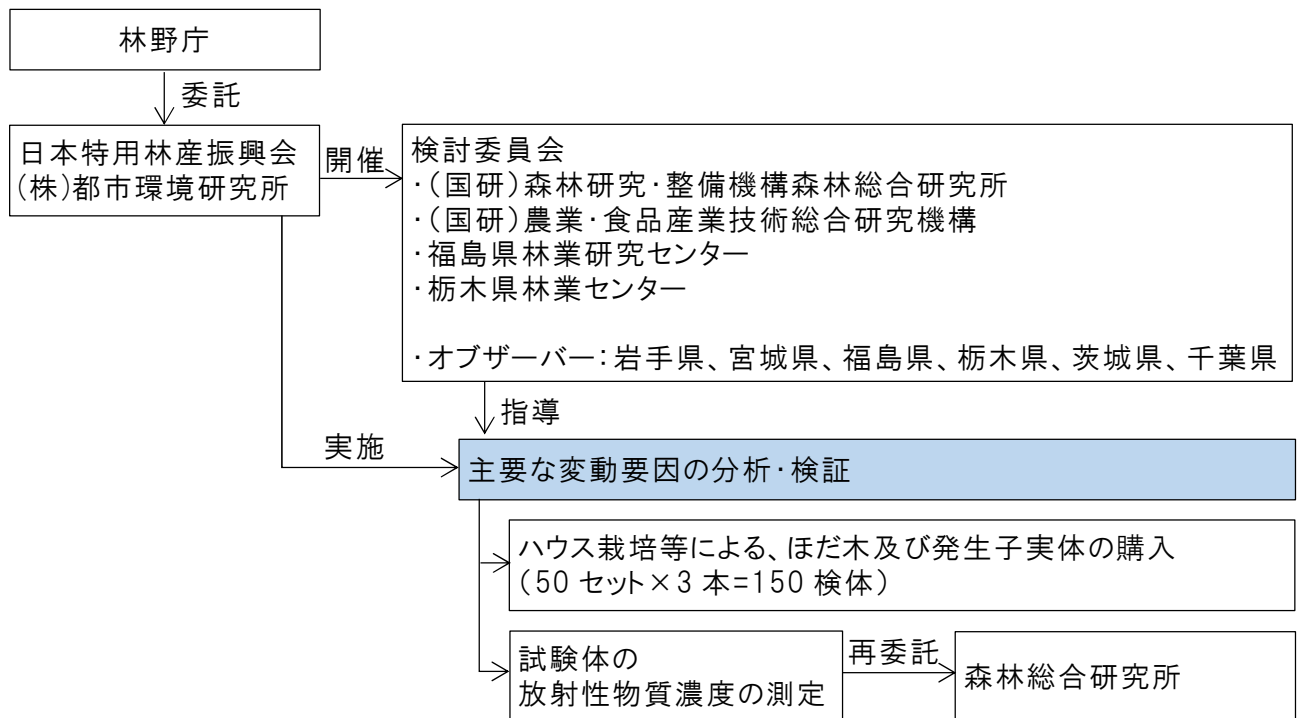 林野庁
委託
日本特用林産振興会
(株)都市環境研究所
開催
検討委員会
・(国研)森林研究・整備機構森林総合研究所
・(国研)農業・食品産業技術総合研究機構
・福島県林業研究センター
・栃木県林業センター
・オブザーバー：岩手県、宮城県、福島県、栃木県、茨城県、千葉県
指導
実施
主要な変動要因の分析・検証
ハウス栽培等による、ほだ木及び発生子実体の購入
(50 セット×3 本=150 検体)
試験体の
放射性物質濃度の測定
再委託
森林総合研究所